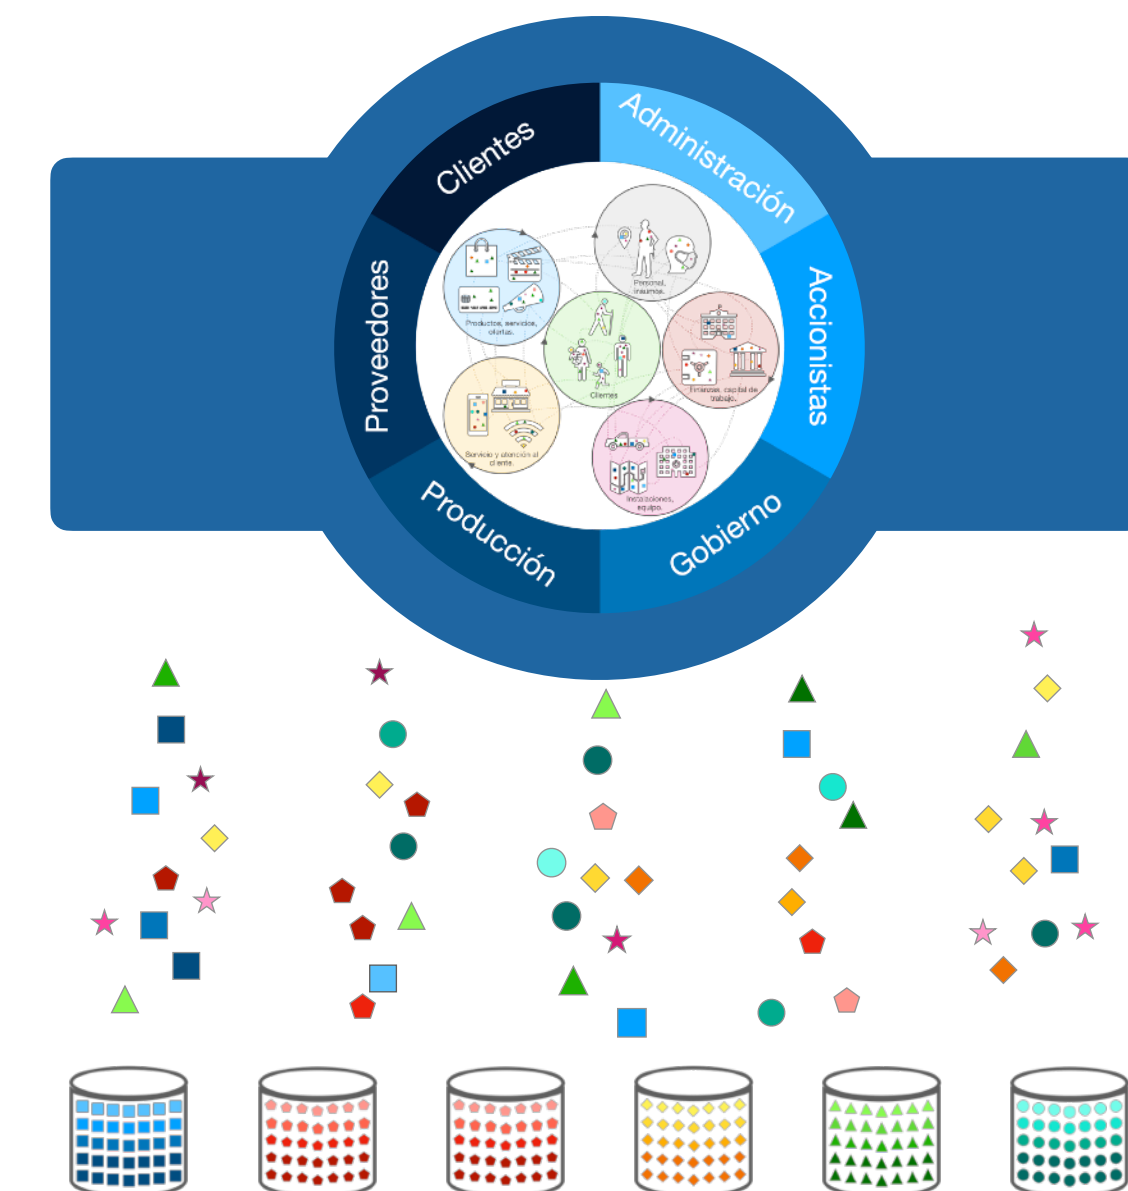 Clientes
Administración
Proveedores
Accionistas
Producción
Gobierno
Personal,
insumos.
Productos, servicios,
ofertas.
Clientes
Finanzas, capital de
trabajo.
Servicio y atención al
cliente.
Instalaciones,
equipo.